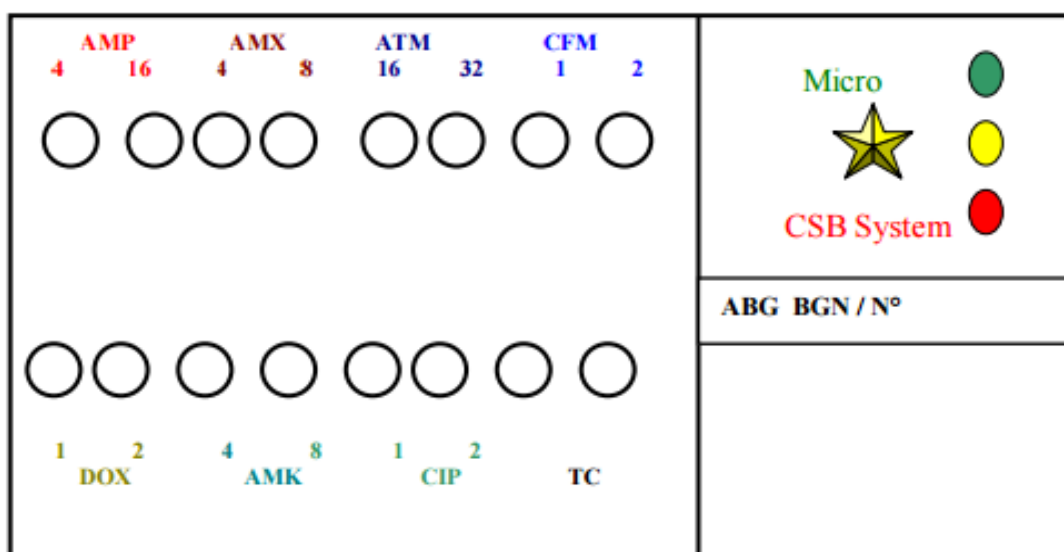 AMP AMX ATM CFM
4 16 4 8 16 32 1 2
Micro
CSB System
ABG BGN / N°
1 2 4 8 1 2
DOX AMK CIP TC